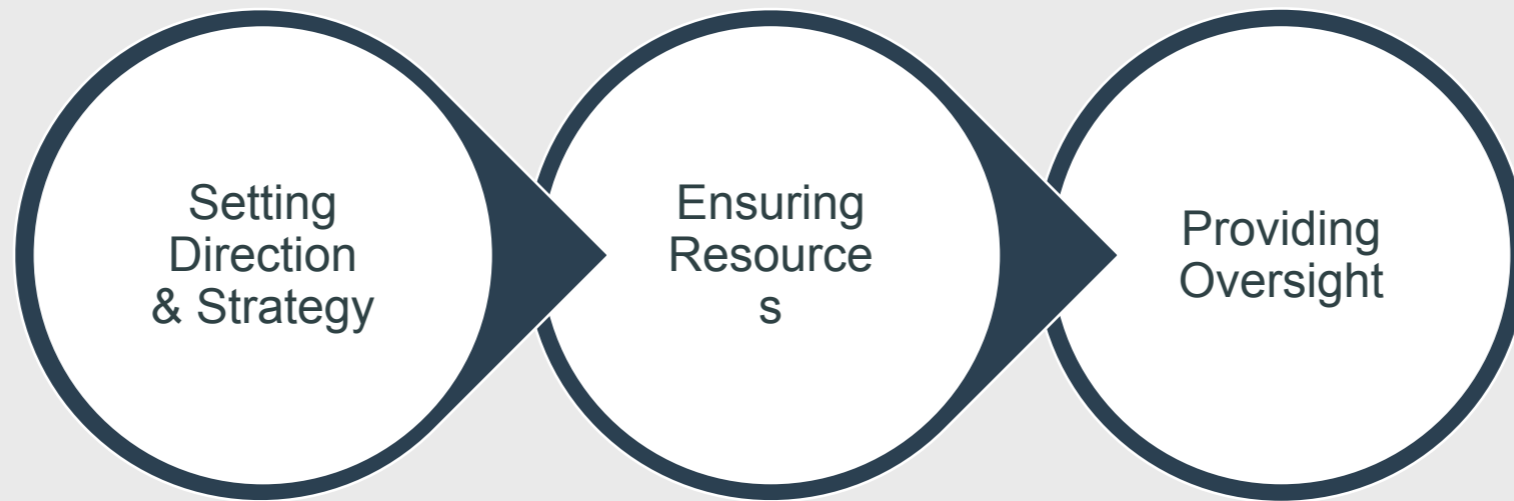 Setting
Direction
& Strategy
Ensuring
Resource
s
Providing
Oversight